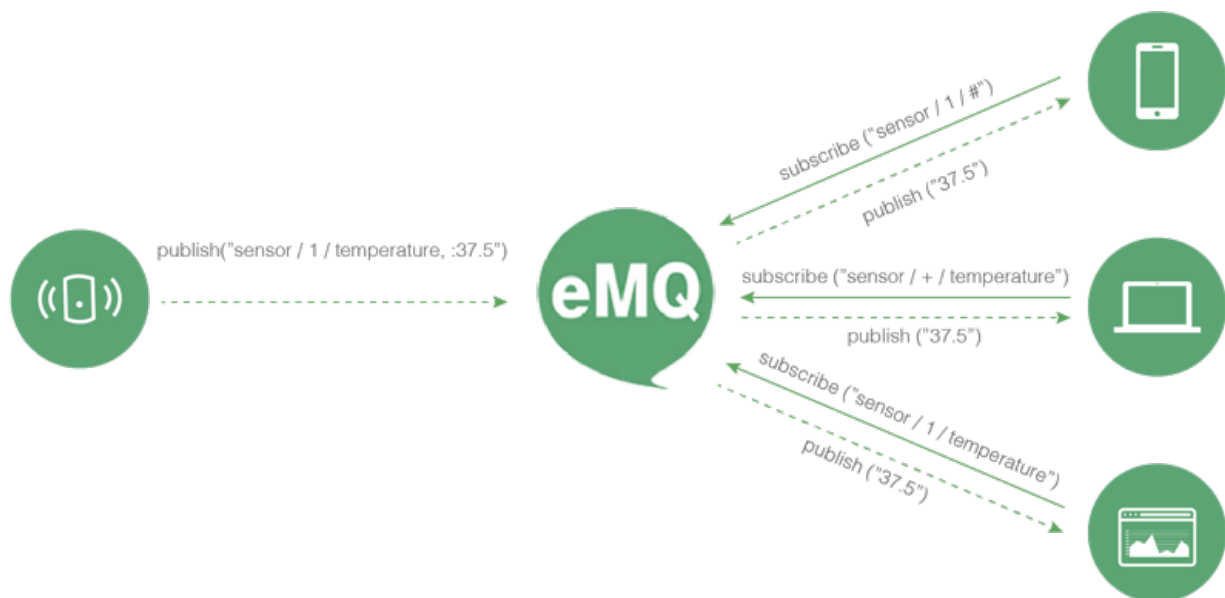 subscribe ("sensor / 1 / #")
publish ("37.5")
publish("sensor / 1 / temperature, :37.5")
eMQ
subscribe ("sensor / + / temperature")
publish ("37.5")
subscribe ("sensor / 1 / temperature")
publish ("37.5")